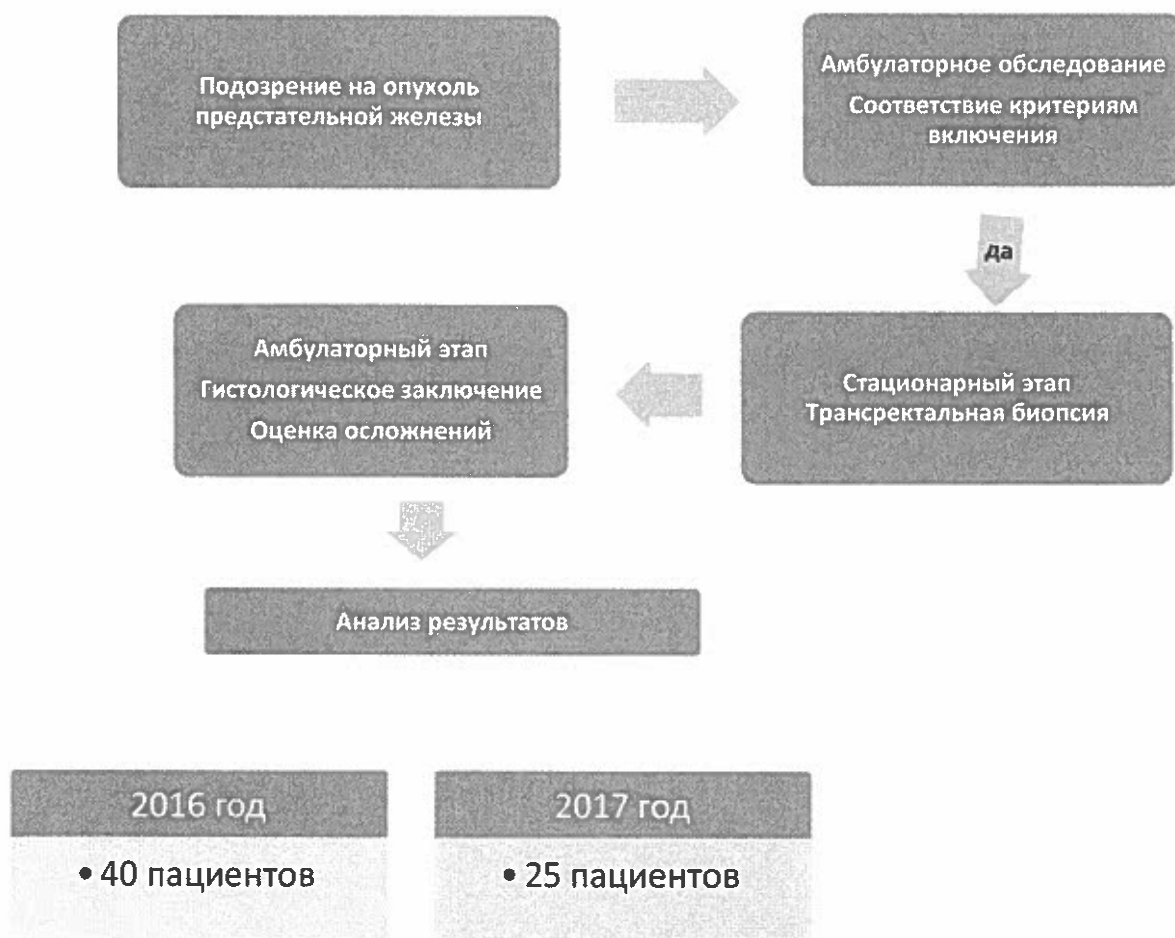 Подозрение на опухоль
предстательной железы
Амбулаторное обследование
Соответствие критериям
включения
да
Стационарный этап
Трансректальная биопсия
Амбулаторный этап
Гистологическое заключение
Оценка осложнений
Анализ результатов
2016 год
• 40 пациентов
2017 год
• 25 пациентов